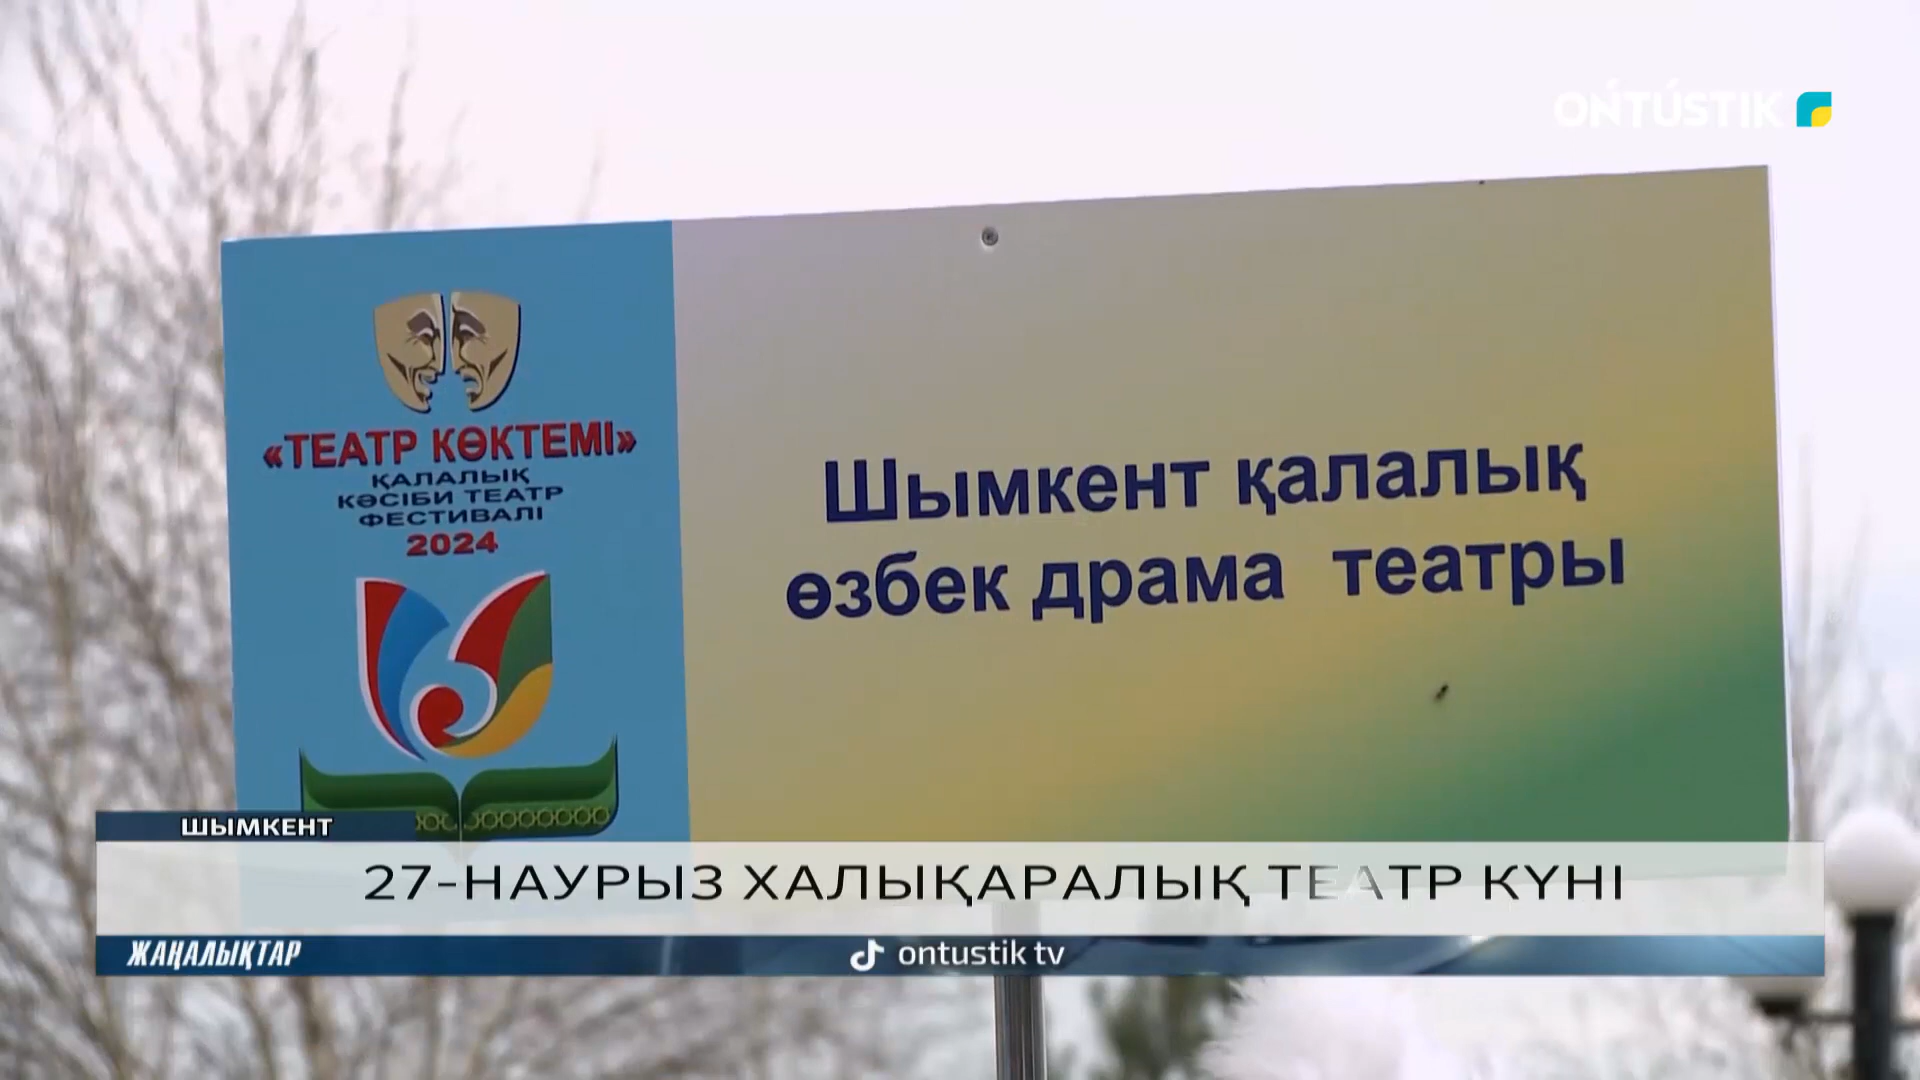 OŃTÚSTIK
«ТЕАТР КӨКТЕМІ»
ҚАЛАЛЫҚ
КӘСІБИ ТЕАТР
ФЕСТИВАЛІ
2024
Шымкент қалалық
өзбек драма театры
ШЫМКЕНТ
27-НАУРЫЗ ХАЛЫҚАРАЛЫҚ ТЕАТР КҮНІ
ЖАҢАЛЫҚТАР
ontustik tv